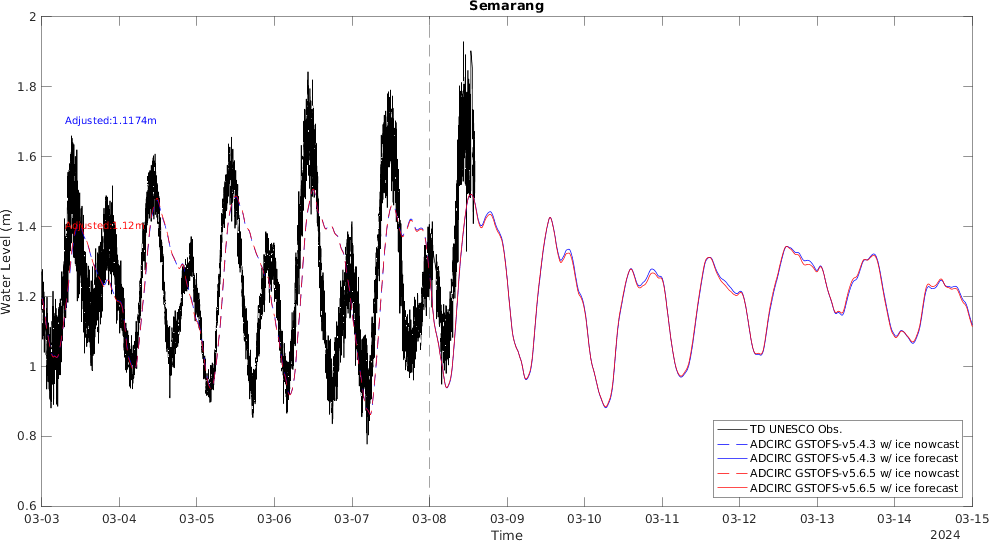 Semarang
Water Level (m)
2
1.8
1.6
1.4
1.2
1
0.8
0.6
Adjusted:1.1174m
Adjusted:1.12m
TD UNESCO Obs.
ADCIRC GSTOFS-v5.4.3 w/ ice nowcast
ADCIRC GSTOFS-v5.4.3 w/ ice forecast
ADCIRC GSTOFS-v5.6.5 w/ ice nowcast
ADCIRC GSTOFS-v5.6.5 w/ ice forecast
03-03 03-04 03-05 03-06 03-07 03-08 03-09 03-10 03-11 03-12 03-13 03-14 03-15
Time
2024